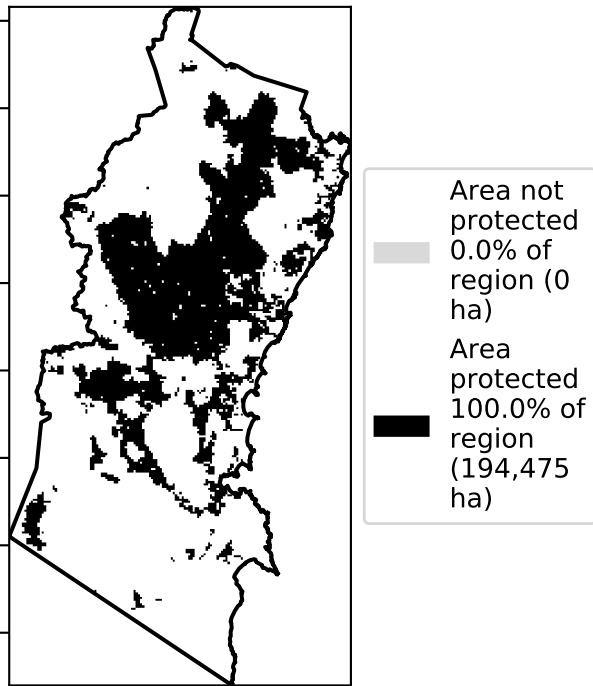 Area not
protected
0.0% of
region (0
ha)
Area
protected
100.0% of
region
(194,475
ha)